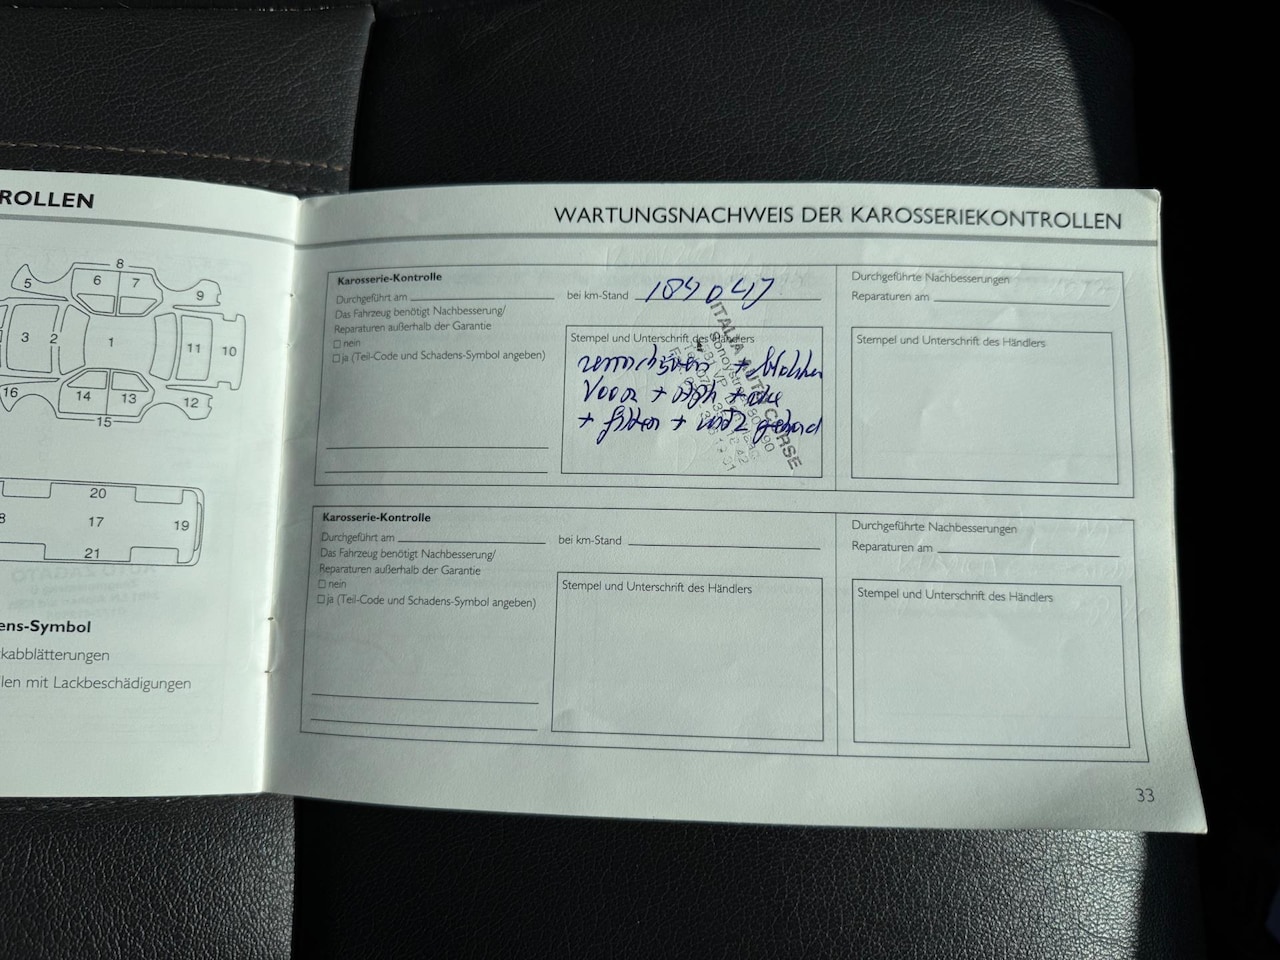 ROLLEN
8
5
6
7
9
3
2
1
11
10
16
14
13
12
15
20
8
17
19
21
ens-Symbol
kabblätterungen
len mit Lackbeschädigungen
WARTUNGSNACHWEIS DER KAROSSERIEKONTROLLEN
Karosserie-Kontrolle
Durchgeführt am
Das Fahrzeug benötigt Nachbesserung/
Reparaturen außerhalb der Garantie
nein
ja (Teil-Code und Schadens-Symbol angeben)
bei km-Stand
Stempel und Unterschrift des Händlers
ITALIA AUTO CORSE
+ filter +
Durchgeführte Nachbesserungen
Reparaturen am
Stempel und Unterschrift des Händlers
Karosserie-Kontrolle
Durchgeführt am
Das Fahrzeug benötigt Nachbesserung/
Reparaturen außerhalb der Garantie
nein
ja (Teil-Code und Schadens-Symbol angeben)
bei km-Stand
Stempel und Unterschrift des Händlers
Durchgeführte Nachbesserungen
Reparaturen am
Stempel und Unterschrift des Händlers
33